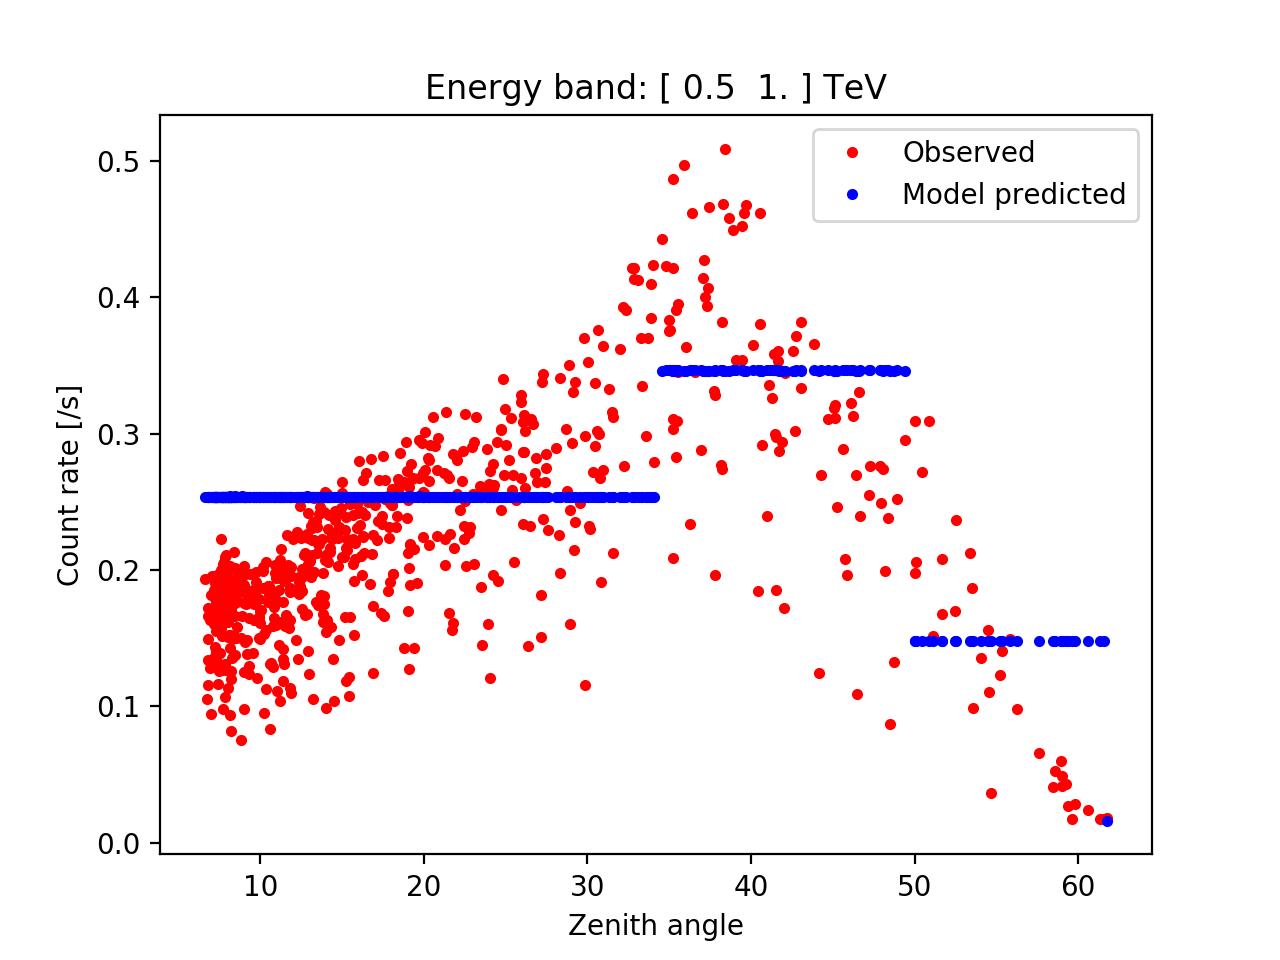 Energy band: [ 0.5  1. ] TeV
Observed
Model predicted
Count rate [/s]
0.5
0.4
0.3
0.2
0.1
0.0
10 20 30 40 50 60
Zenith angle